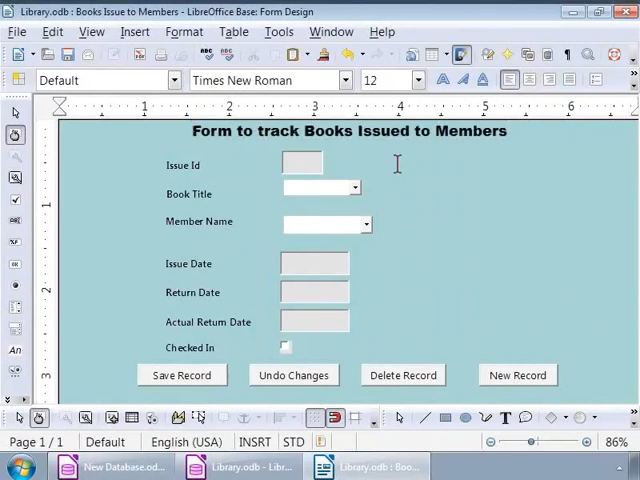 Library.odb : Books Issue to Members - LibreOffice Base: Form Design
File Edit View Insert Format Table Tools Window Help
Default Times New Roman 12
1 2 3 4 5 6
Form to track Books Issued to Members
Issue Id
Book Title
1
Member Name
Issue Date
2
Return Date
Actual Return Date
Checked In
Save Record Undo Changes Delete Record New Record
3
Page 1 / 1 Default English (USA) INSRT STD 86%
New Database.od... Library.odb - Libr... Library.odb : Boo...